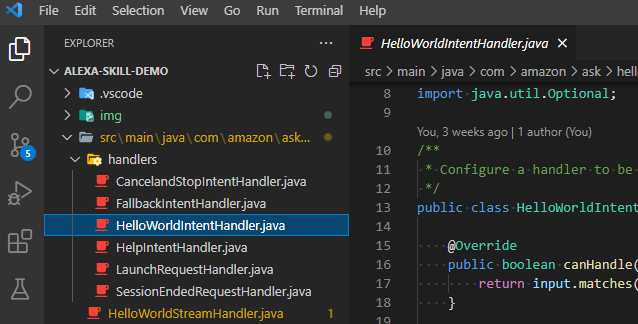 File Edit Selection View Go Run Terminal Help
EXPLORER
ALEXA-SKILL-DEMO
.vscode
img
src\main\java\com\amazon\ask...
handlers
CancelandStopIntentHandler.java
FallbackIntentHandler.java
HelloWorldIntentHandler.java
HelpIntentHandler.java
LaunchRequestHandler.java
SessionEndedRequestHandler.java
HelloWorldStreamHandler.java 1
5
HelloWorldIntentHandler.java
src > main > java > com > amazon > ask > hell
8 import java.util.Optional;
9
You, 3 weeks ago | 1 author (You)
10 /**
11 * Configure a handler to be
12 */
13 public class HelloWorldIntent
14
15 @Override
16 public boolean canHandle(
17 return input.matches(
18 }